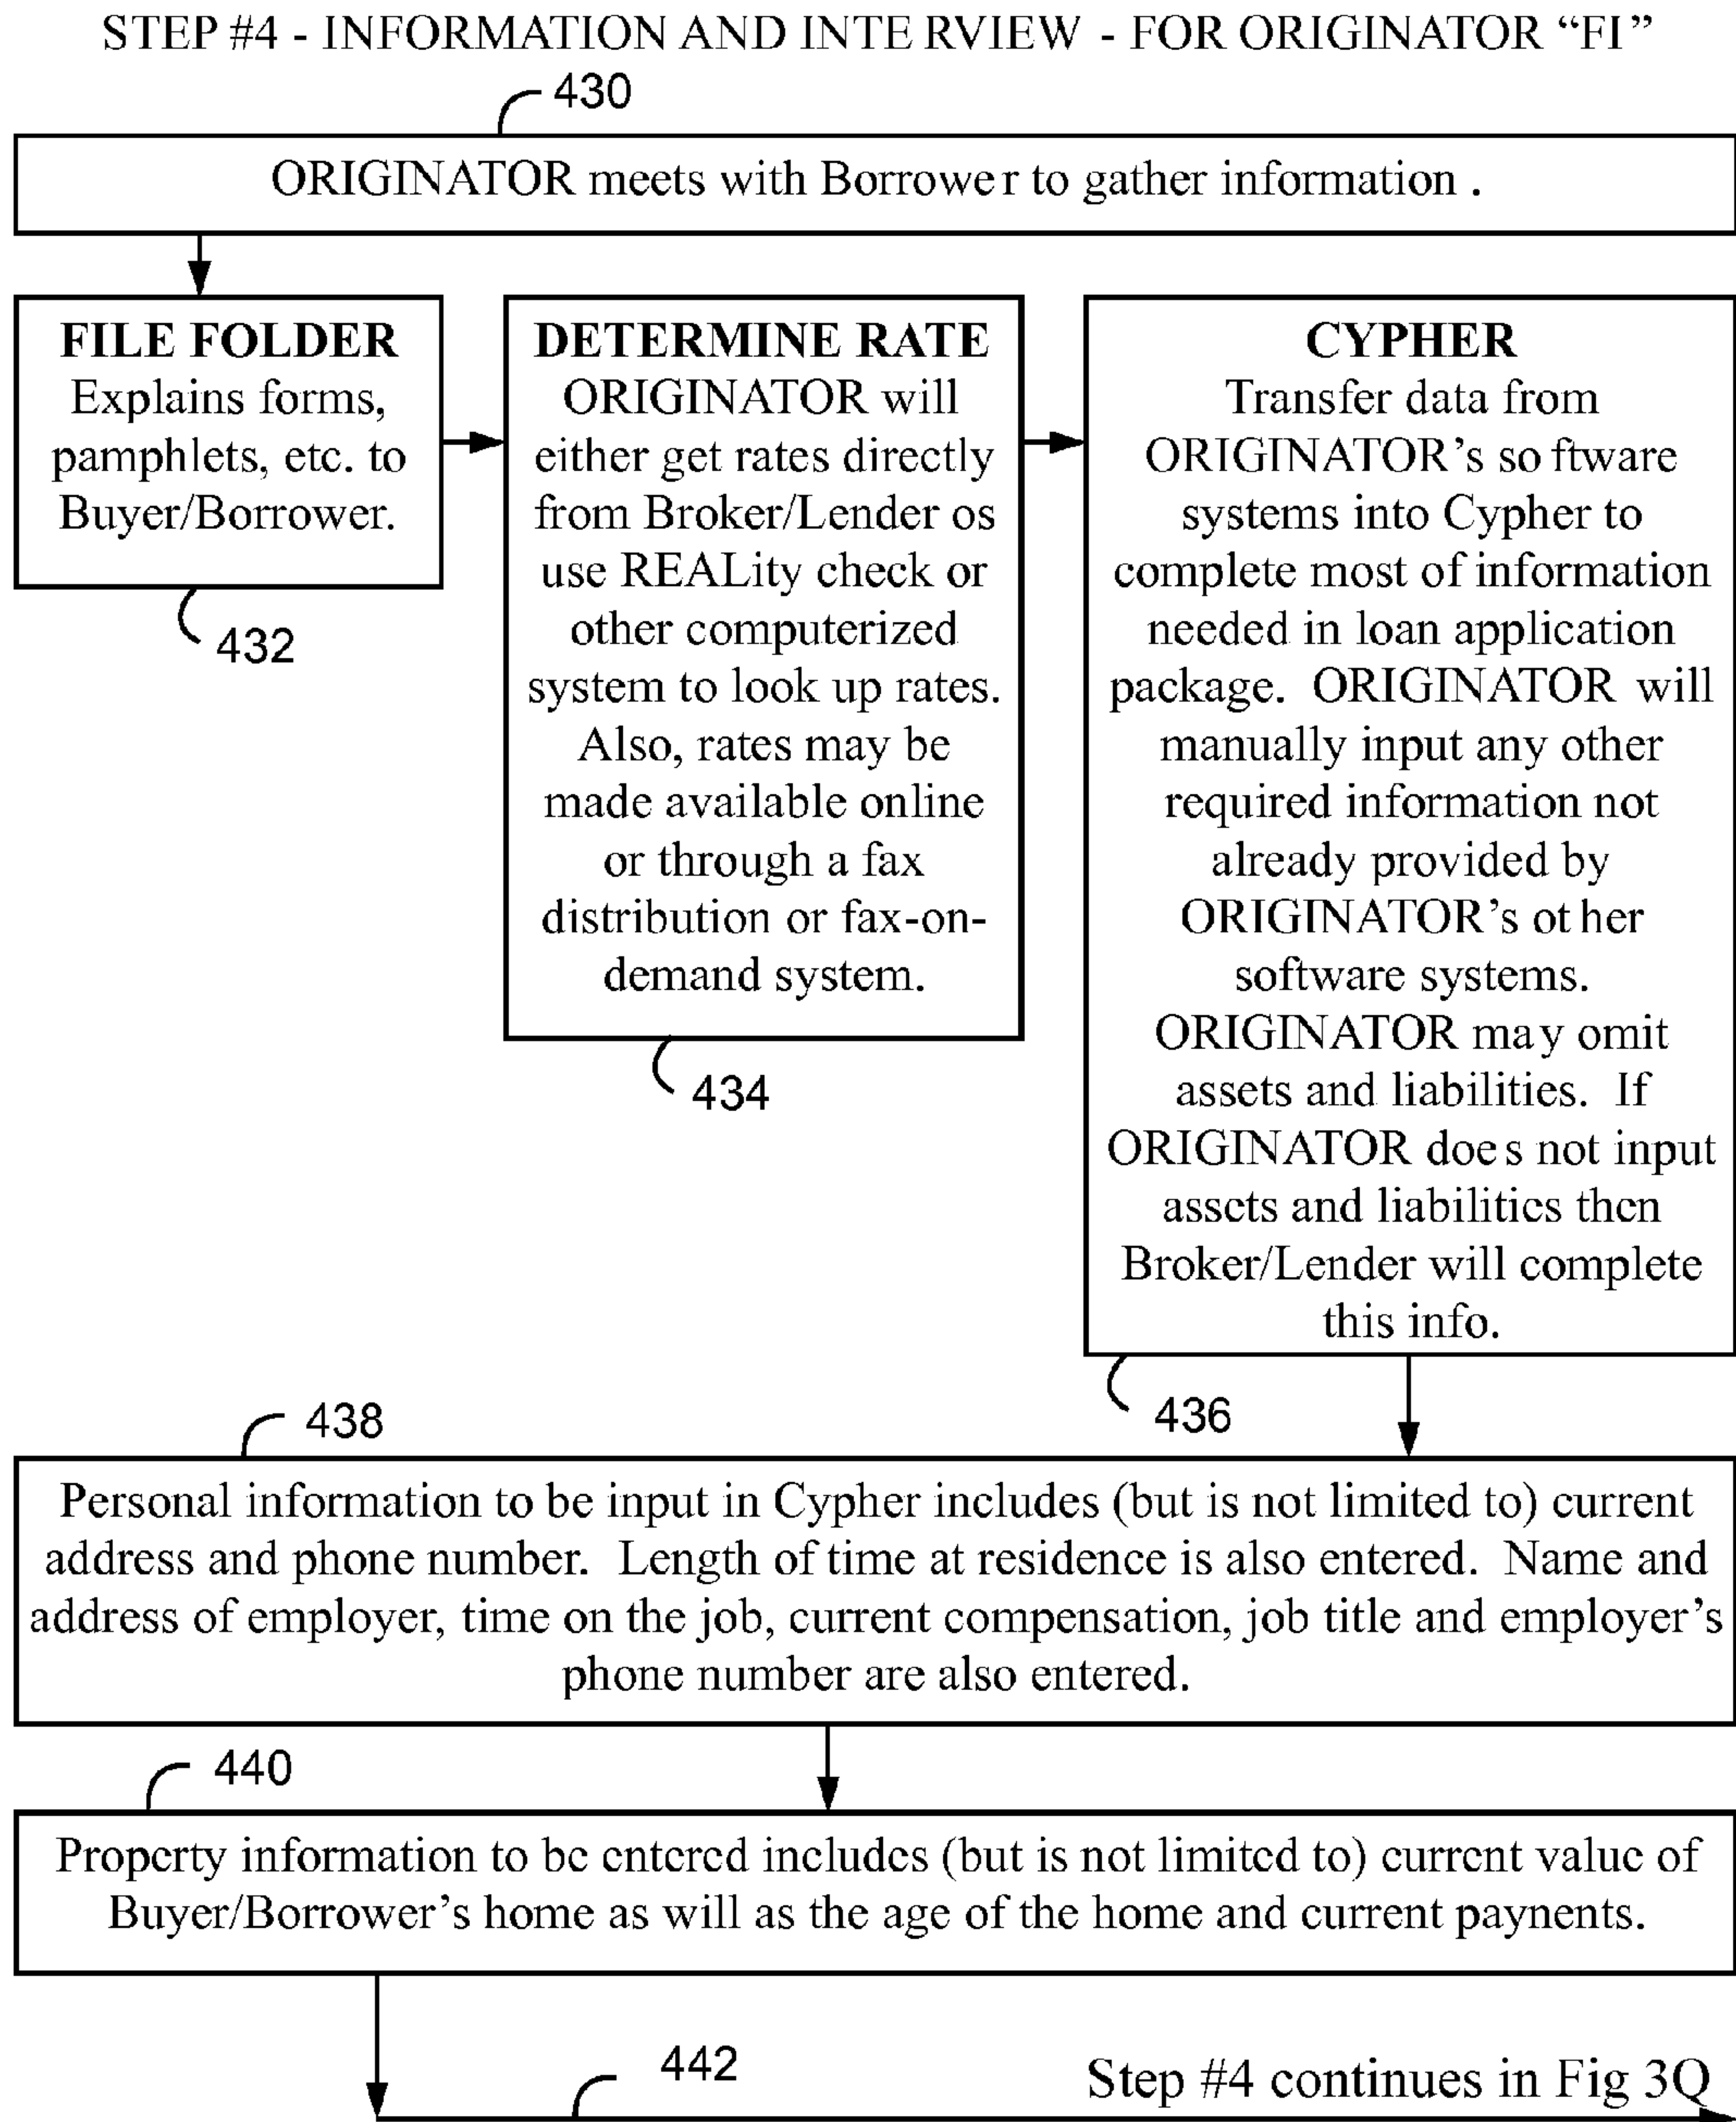 STEP #4 - INFORMATION AND INTERVIEW - FOR ORIGINATOR “FI”
430
ORIGINATOR meets with Borrower to gather information .
FILE FOLDER
Explains forms,
pamphlets, etc. to
Buyer/Borrower.
432
DETERMINE RATE
ORIGINATOR will
either get rates directly
from Broker/Lender os
use REALity check or
other computerized
system to look up rates.
Also, rates may be
made available online
or through a fax
distribution or fax-on-
demand system.
434
CYPHER
Transfer data from
ORIGINATOR’s software
systems into Cypher to
complete most of information
needed in loan application
package. ORIGINATOR will
manually input any other
required information not
already provided by
ORIGINATOR’s other
software systems.
ORIGINATOR may omit
assets and liabilities. If
ORIGINATOR does not input
assets and liabilities then
Broker/Lender will complete
this info.
436
438
Personal information to be input in Cypher includes (but is not limited to) current
address and phone number. Length of time at residence is also entered. Name and
address of employer, time on the job, current compensation, job title and employer’s
phone number are also entered.
440
Property information to be entered includes (but is not limited to) current value of
Buyer/Borrower’s home as will as the age of the home and current paynents.
442
Step #4 continues in Fig 3Q